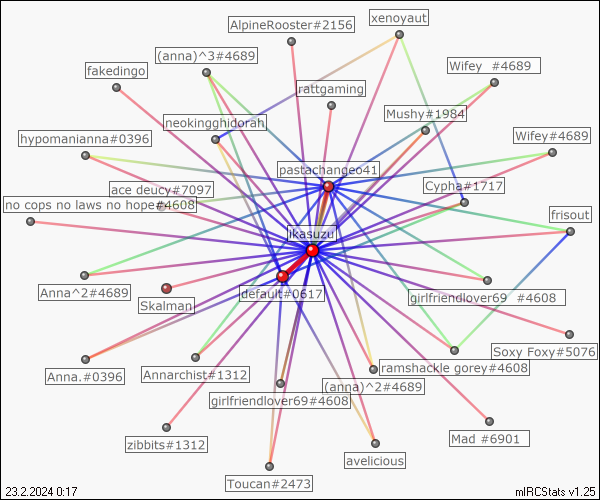 xenoyaut
AlpineRooster#2156
(anna)^3#4689
Wifey #4689
fakedingo
rattgaming
Mushy#1984
neokingghidorah
hypomanianna#0396
Wifey#4689
pastachangeo41
ace deucy#7097
Cypha#1717
no cops no laws no hope#4608
frisout
ikasuzu
Anna^2#4689
Skalman
default#0617
girlfriendlover69 #4608
Soxy Foxy#5076
Anna.#0396
Annarchist#1312
ramshackle gorey#4608
(anna)^2#4689
girlfriendlover69#4608
zibbits#1312
Mad #6901
avelicious
Toucan#2473
23.2.2024 0:17
mIRCStats v1.25